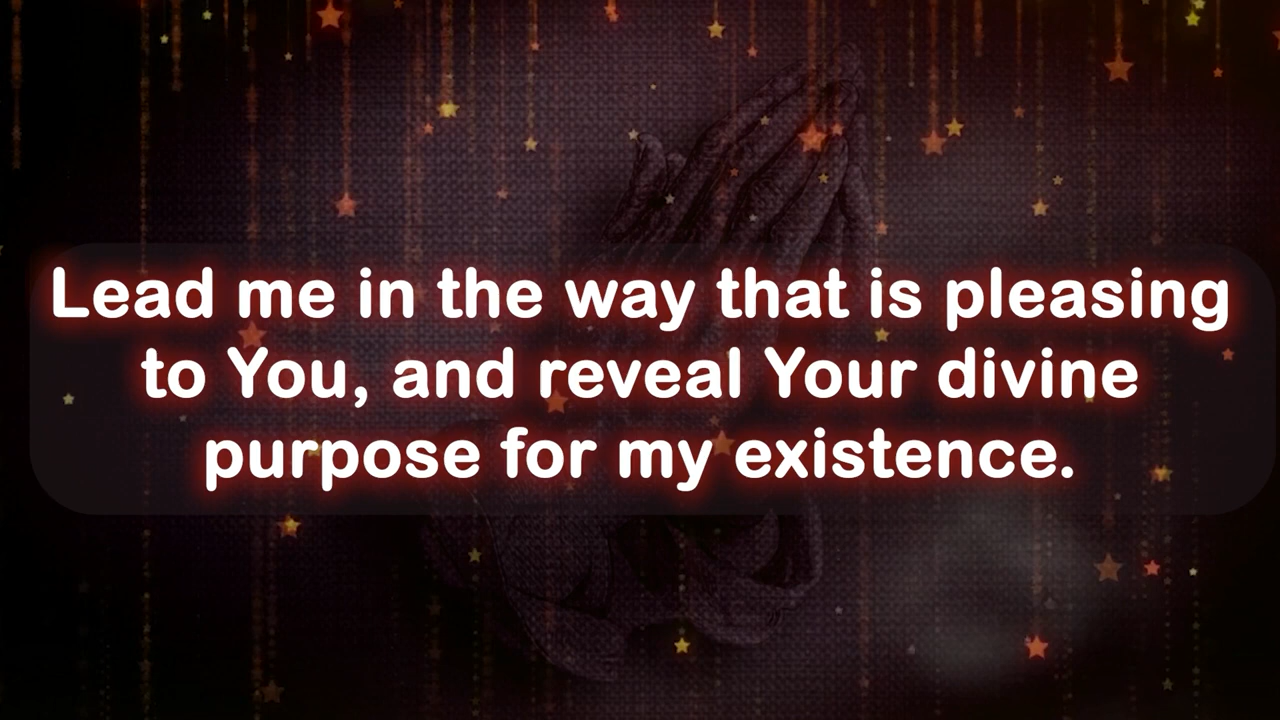 Lead me in the way that is pleasing
to You, and reveal Your divine
purpose for my existence.